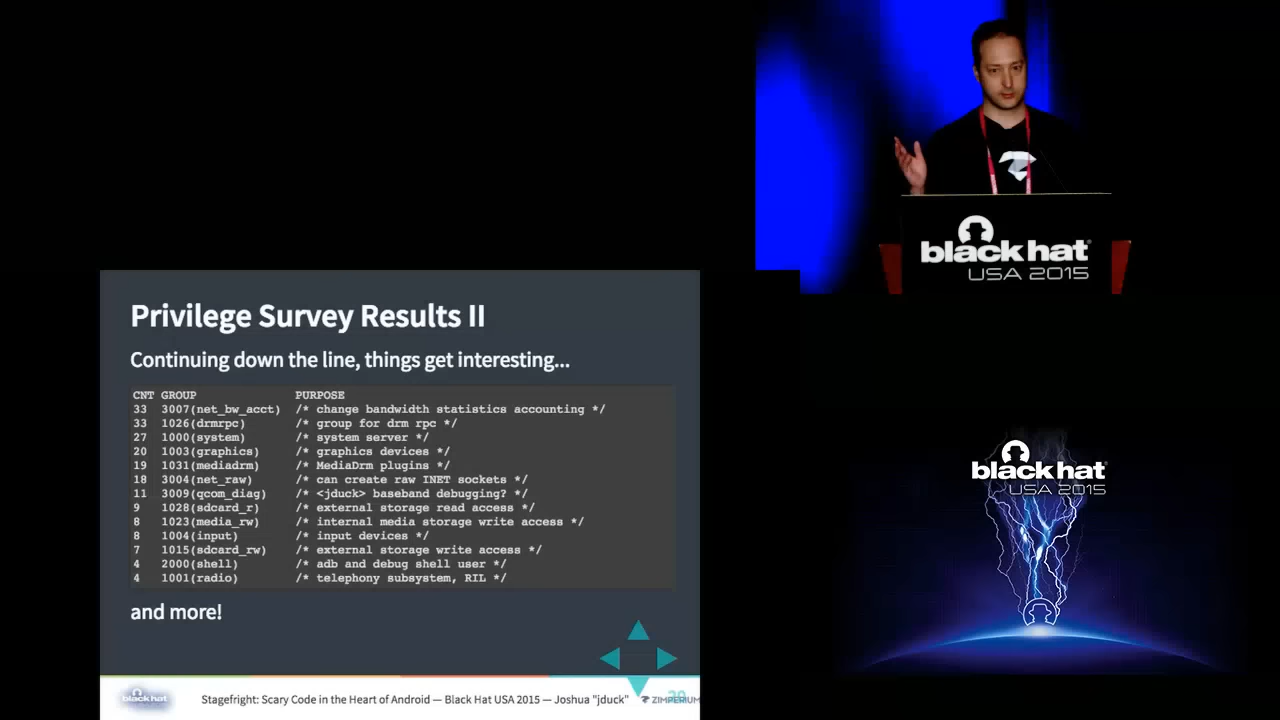 black hat
USA 2015
Privilege Survey Results II
Continuing down the line, things get interesting...
CNT GROUP PURPOSE
33 3007(net_bw_acct) /* change bandwidth statistics accounting */
33 1026(drmrpc) /* group for drm rpc */
27 1000(system) /* system server */
20 1003(graphics) /* graphics devices */
19 1031(mediadrm) /* MediaDrm plugins */
18 3004(net_raw) /* can create raw INET sockets */
11 3009(qcom_diag) /* <jduck> baseband debugging? */
9 1028(sdcard_r) /* external storage read access */
8 1023(media_rw) /* internal media storage write access */
8 1004(input) /* input devices */
7 1015(sdcard_rw) /* external storage write access */
4 2000(shell) /* adb and debug shell user */
4 1001(radio) /* telephony subsystem, RIL */
and more!
black hat
Stagefright: Scary Code in the Heart of Android — Black Hat USA 2015 — Joshua "jduck"
ZIMPERIUM
black hat
USA 2015